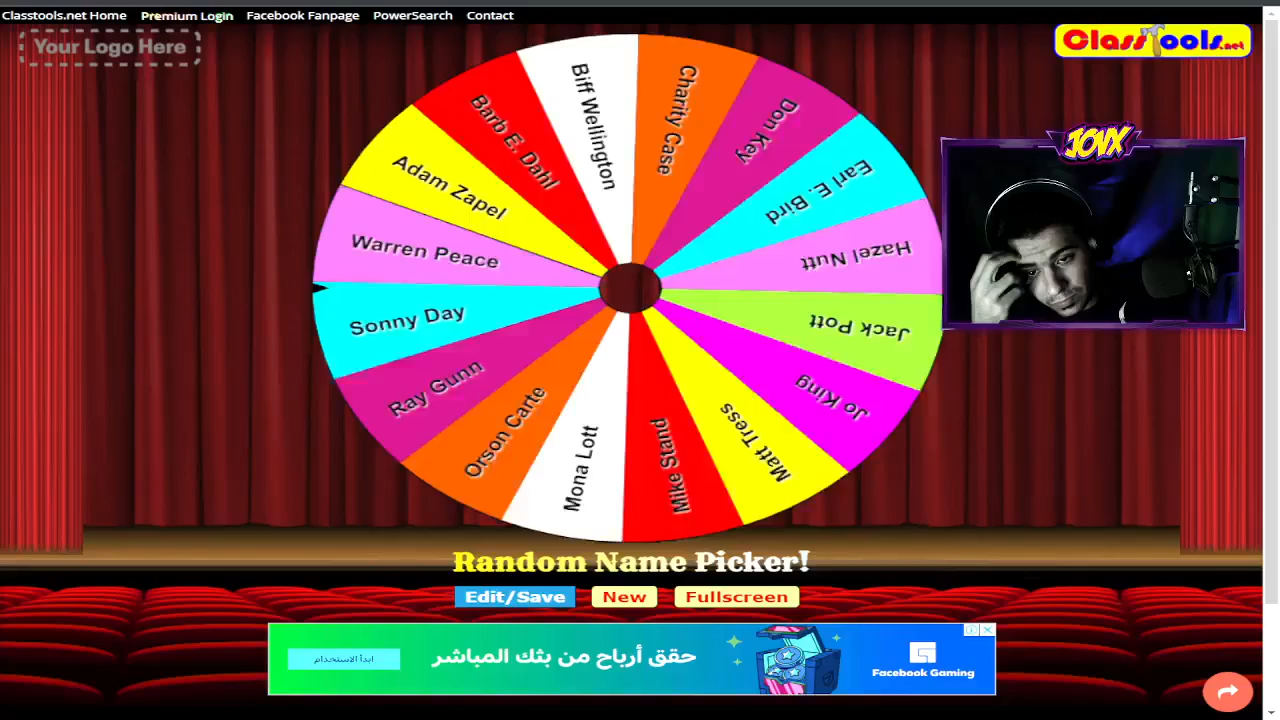 Classtools.net Home Premium Login Facebook Fanpage PowerSearch Contact
Your Logo Here
ClassTools.net
JOVX
Biff Wellington
Charity Case
Don Key
Earl E. Bird
Hazel Nutt
Jack Pott
Jo King
Matt Tress
Mike Stand
Mona Lott
Orson Carte
Ray Gunn
Sonny Day
Warren Peace
Adam Zapel
Barb E. Dahl
Random Name Picker!
Edit/Save New Fullscreen
حقق أرباح من بثك المباشر
ابدأ الاستخدام
Facebook Gaming